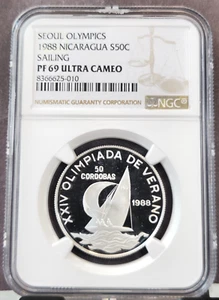 SEOUL OLYMPICS
1988 NICARAGUA S50C
SAILING
PF 69 ULTRA CAMEO
8366625-010
NUMISMATIC GUARANTY CORPORATION
NGC
XXIV OLIMPIADA DE VERANO
50
CORDOBAS
1988